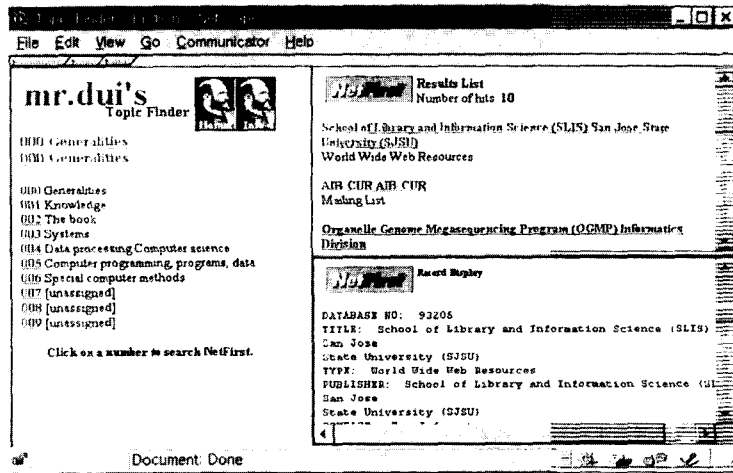 File Edit View Go Communicator Help
mr.dui's
Topic Finder
000 Generalities
000 Generalities
000 Generalities
001 Knowledge
002 The book
003 Systems
004 Data processing Computer science
005 Computer programming, programs, data
006 Special computer methods
007 [unassigned]
008 [unassigned]
009 [unassigned]
Click on a number to search NetFirst.
NetFirst
Results List
Number of hits 10
School of Library and Information Science (SLIS) San Jose State
University (SJSU)
World Wide Web Resources
AIR-CUR AIR-CUR
Mailing List
Organelle Genome Megasequencing Program (OGMP) Informatics
Division
NetFirst
Record Display
DATABASE NO: 93206
TITLE: School of Library and Information Science (SLIS)
San Jose
State University (SJSU)
TYPE: World Wide Web Resources
PUBLISHER: School of Library and Information Science (SL
San Jose
State University (SJSU)
Document: Done